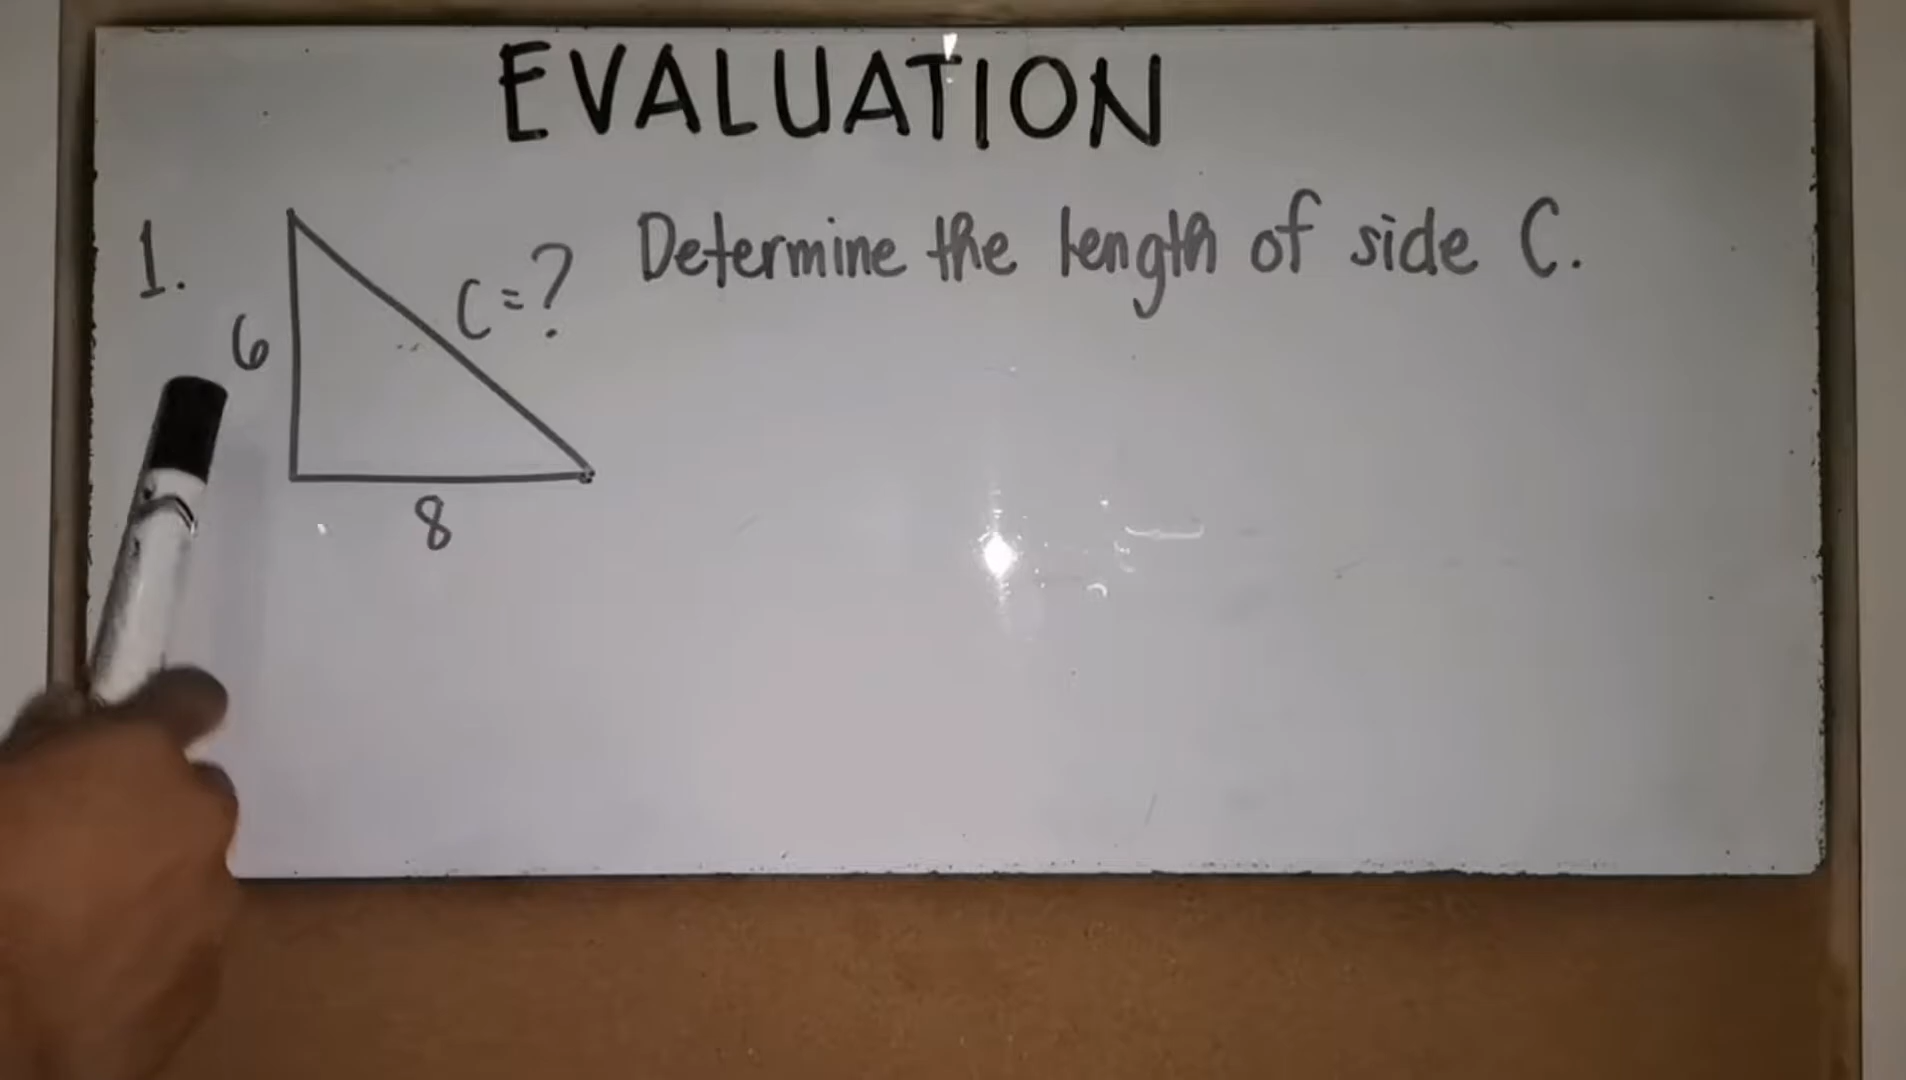 EVALUATION
1.
C=?
Determine the length of side C.
6
8